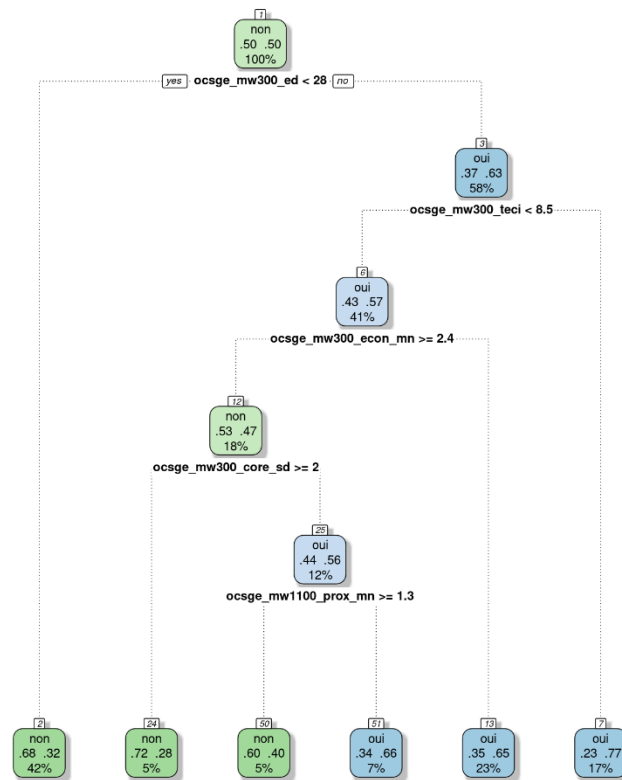 1
non
.50 .50
100%
yes ocsge_mw300_ed < 28 no
3
oui
.37 .63
58%
ocsge_mw300_teci < 8.5
6
oui
.43 .57
41%
ocsge_mw300_econ_mn >= 2.4
12
non
.53 .47
18%
ocsge_mw300_core_sd >= 2
25
oui
.44 .56
12%
ocsge_mw1100_prox_mn >= 1.3
2
non
.68 .32
42%
24
non
.72 .28
5%
50
non
.60 .40
5%
51
oui
.34 .66
7%
13
oui
.35 .65
23%
7
oui
.23 .77
17%